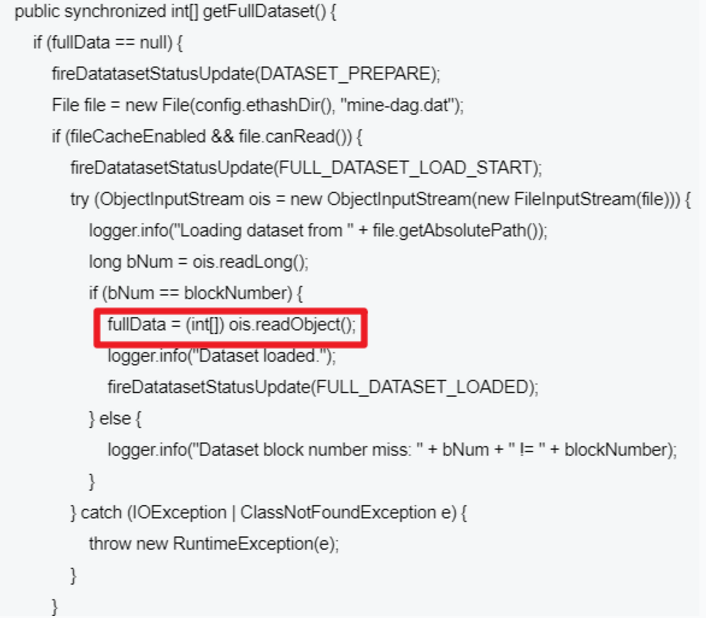 public synchronized int[] getFullDataset() {
if (fullData == null) {
fireDatatasetStatusUpdate(DATASET_PREPARE);
File file = new File(config.ethashDir(), "mine-dag.dat");
if (fileCacheEnabled && file.canRead()) {
fireDatatasetStatusUpdate(FULL_DATASET_LOAD_START);
try (ObjectInputStream ois = new ObjectInputStream(new FileInputStream(file))) {
logger.info("Loading dataset from " + file.getAbsolutePath());
long bNum = ois.readLong();
if (bNum == blockNumber) {
fullData = (int[]) ois.readObject();
logger.info("Dataset loaded.");
fireDatatasetStatusUpdate(FULL_DATASET_LOADED);
} else {
logger.info("Dataset block number miss: " + bNum + " != " + blockNumber);
}
} catch (IOException | ClassNotFoundException e) {
throw new RuntimeException(e);
}
}